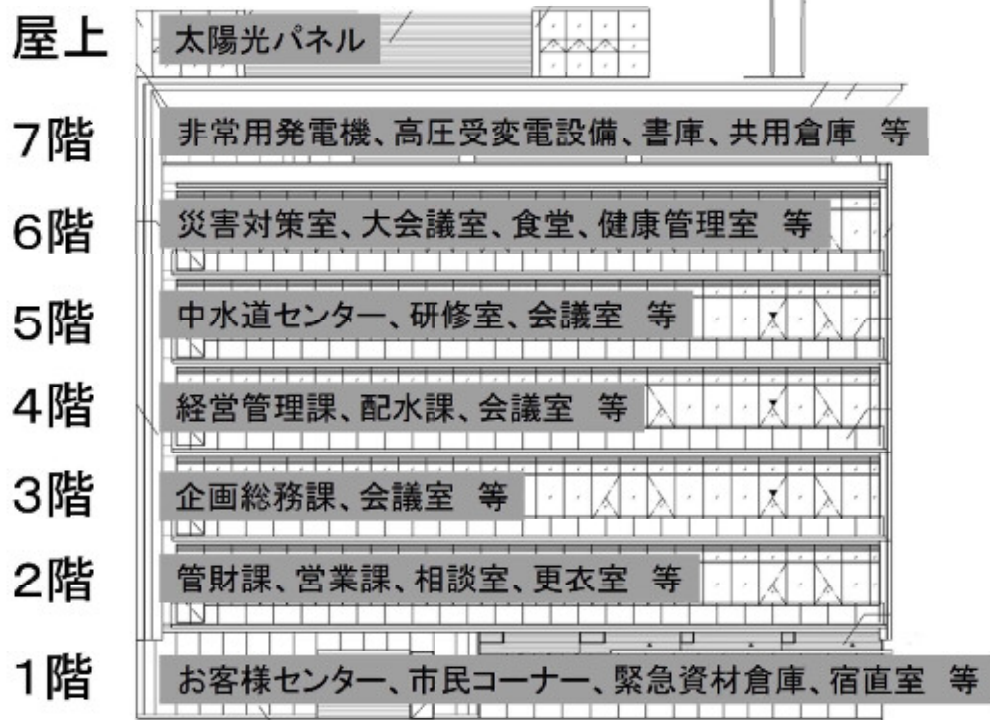 屋上 太陽光パネル
7階 非常用発電機、高圧受変電設備、書庫、共用倉庫 等
6階 災害対策室、大会議室、食堂、健康管理室 等
5階 中水道センター、研修室、会議室 等
4階 経営管理課、配水課、会議室 等
3階 企画総務課、会議室 等
2階 管財課、営業課、相談室、更衣室 等
1階 お客様センター、市民コーナー、緊急資材倉庫、宿直室 等